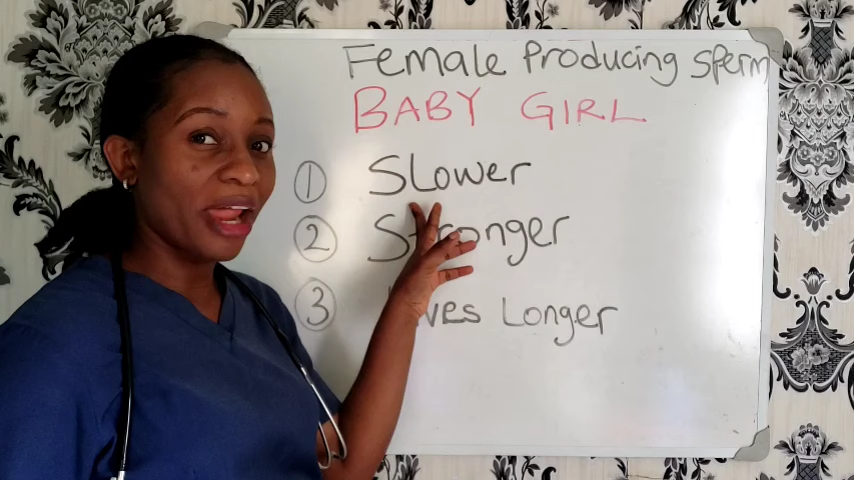 Female Producing Sperm
BABY GIRL
① Slower
② Stronger
③ Lives Longer